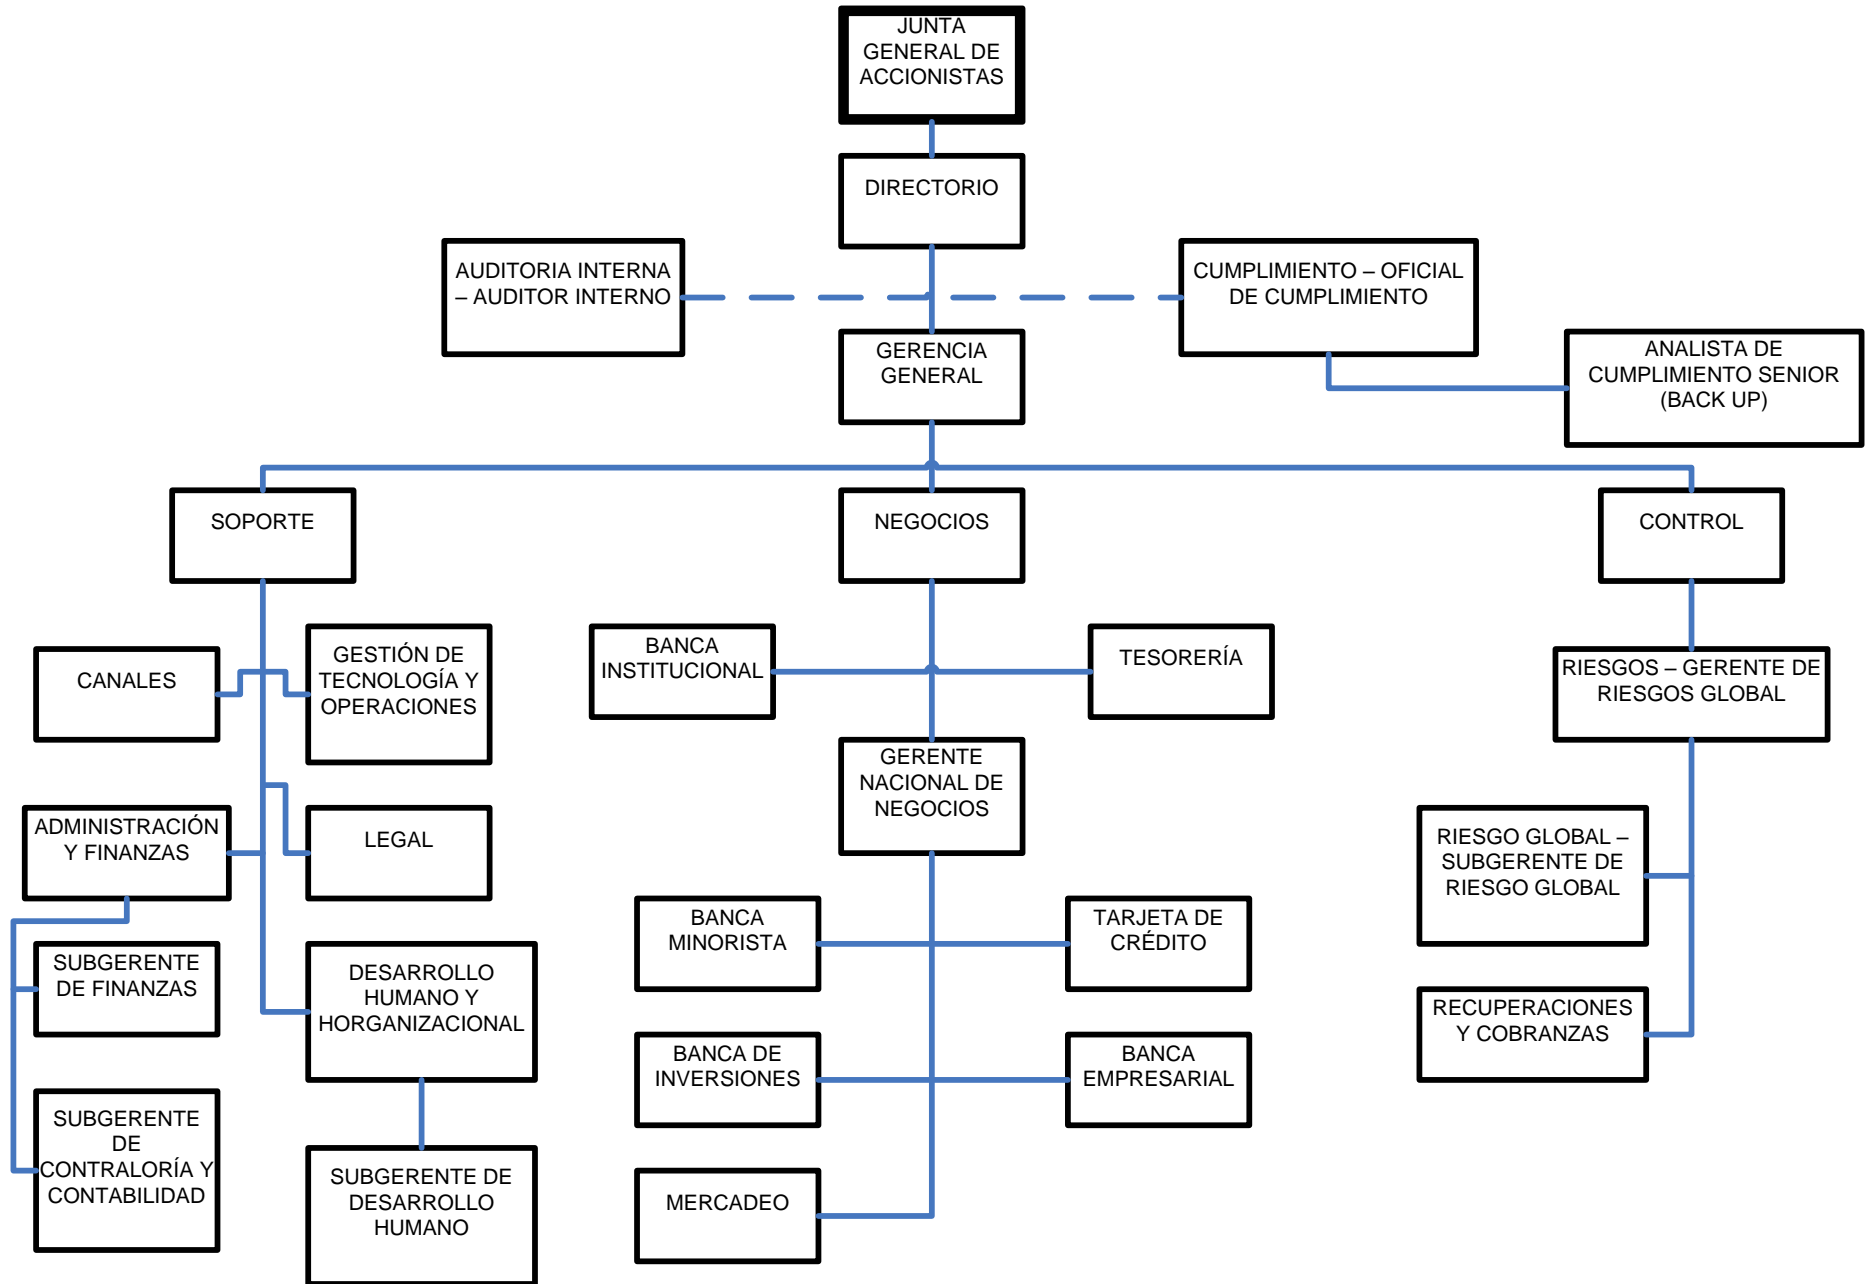 JUNTA
GENERAL DE
ACCIONISTAS
DIRECTORIO
AUDITORIA INTERNA
– AUDITOR INTERNO
CUMPLIMIENTO – OFICIAL
DE CUMPLIMIENTO
GERENCIA
GENERAL
ANALISTA DE
CUMPLIMIENTO SENIOR
(BACK UP)
SOPORTE
NEGOCIOS
CONTROL
CANALES
GESTIÓN DE
TECNOLOGÍA Y
OPERACIONES
BANCA
INSTITUCIONAL
TESORERÍA
RIESGOS – GERENTE DE
RIESGOS GLOBAL
GERENTE
NACIONAL DE
NEGOCIOS
ADMINISTRACIÓN
Y FINANZAS
LEGAL
RIESGO GLOBAL –
SUBGERENTE DE
RIESGO GLOBAL
BANCA
MINORISTA
TARJETA DE
CRÉDITO
SUBGERENTE
DE FINANZAS
DESARROLLO
HUMANO Y
HORGANIZACIONAL
RECUPERACIONES
Y COBRANZAS
BANCA DE
INVERSIONES
BANCA
EMPRESARIAL
SUBGERENTE
DE
CONTRALORÍA Y
CONTABILIDAD
SUBGERENTE DE
DESARROLLO
HUMANO
MERCADEO